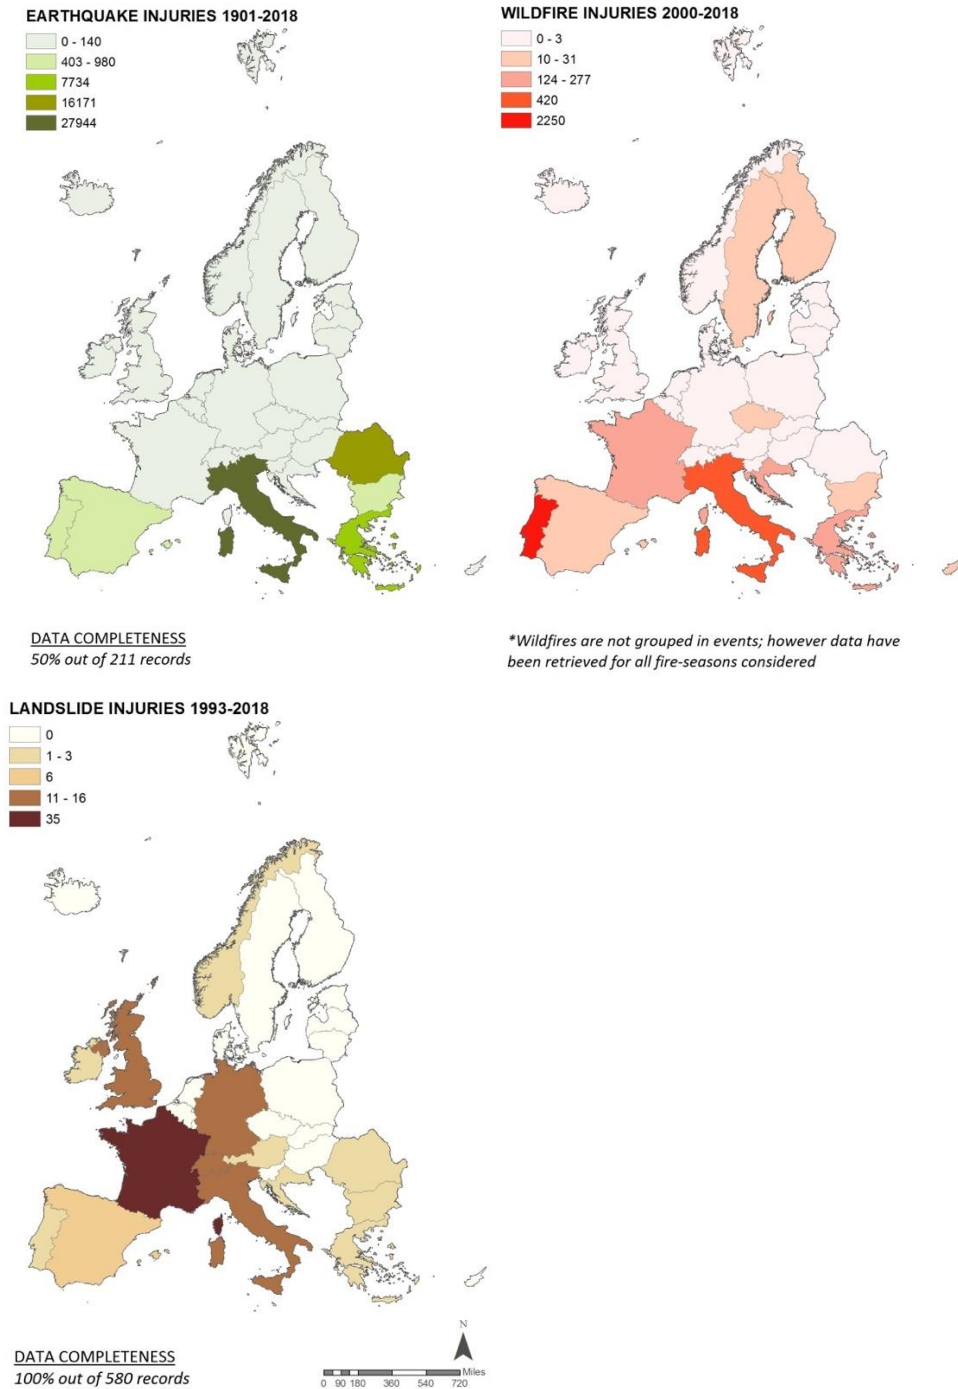 EARTHQUAKE INJURIES 1901-2018
0 - 140
403 - 980
7734
16171
27944
WILDFIRE INJURIES 2000-2018
0 - 3
10 - 31
124 - 277
420
2250
DATA COMPLETENESS
50% out of 211 records
*Wildfires are not grouped in events; however data have
been retrieved for all fire-seasons considered
LANDSLIDE INJURIES 1993-2018
0
1 - 3
6
11 - 16
35
DATA COMPLETENESS
100% out of 580 records
N
Miles
0 90 180 360 540 720